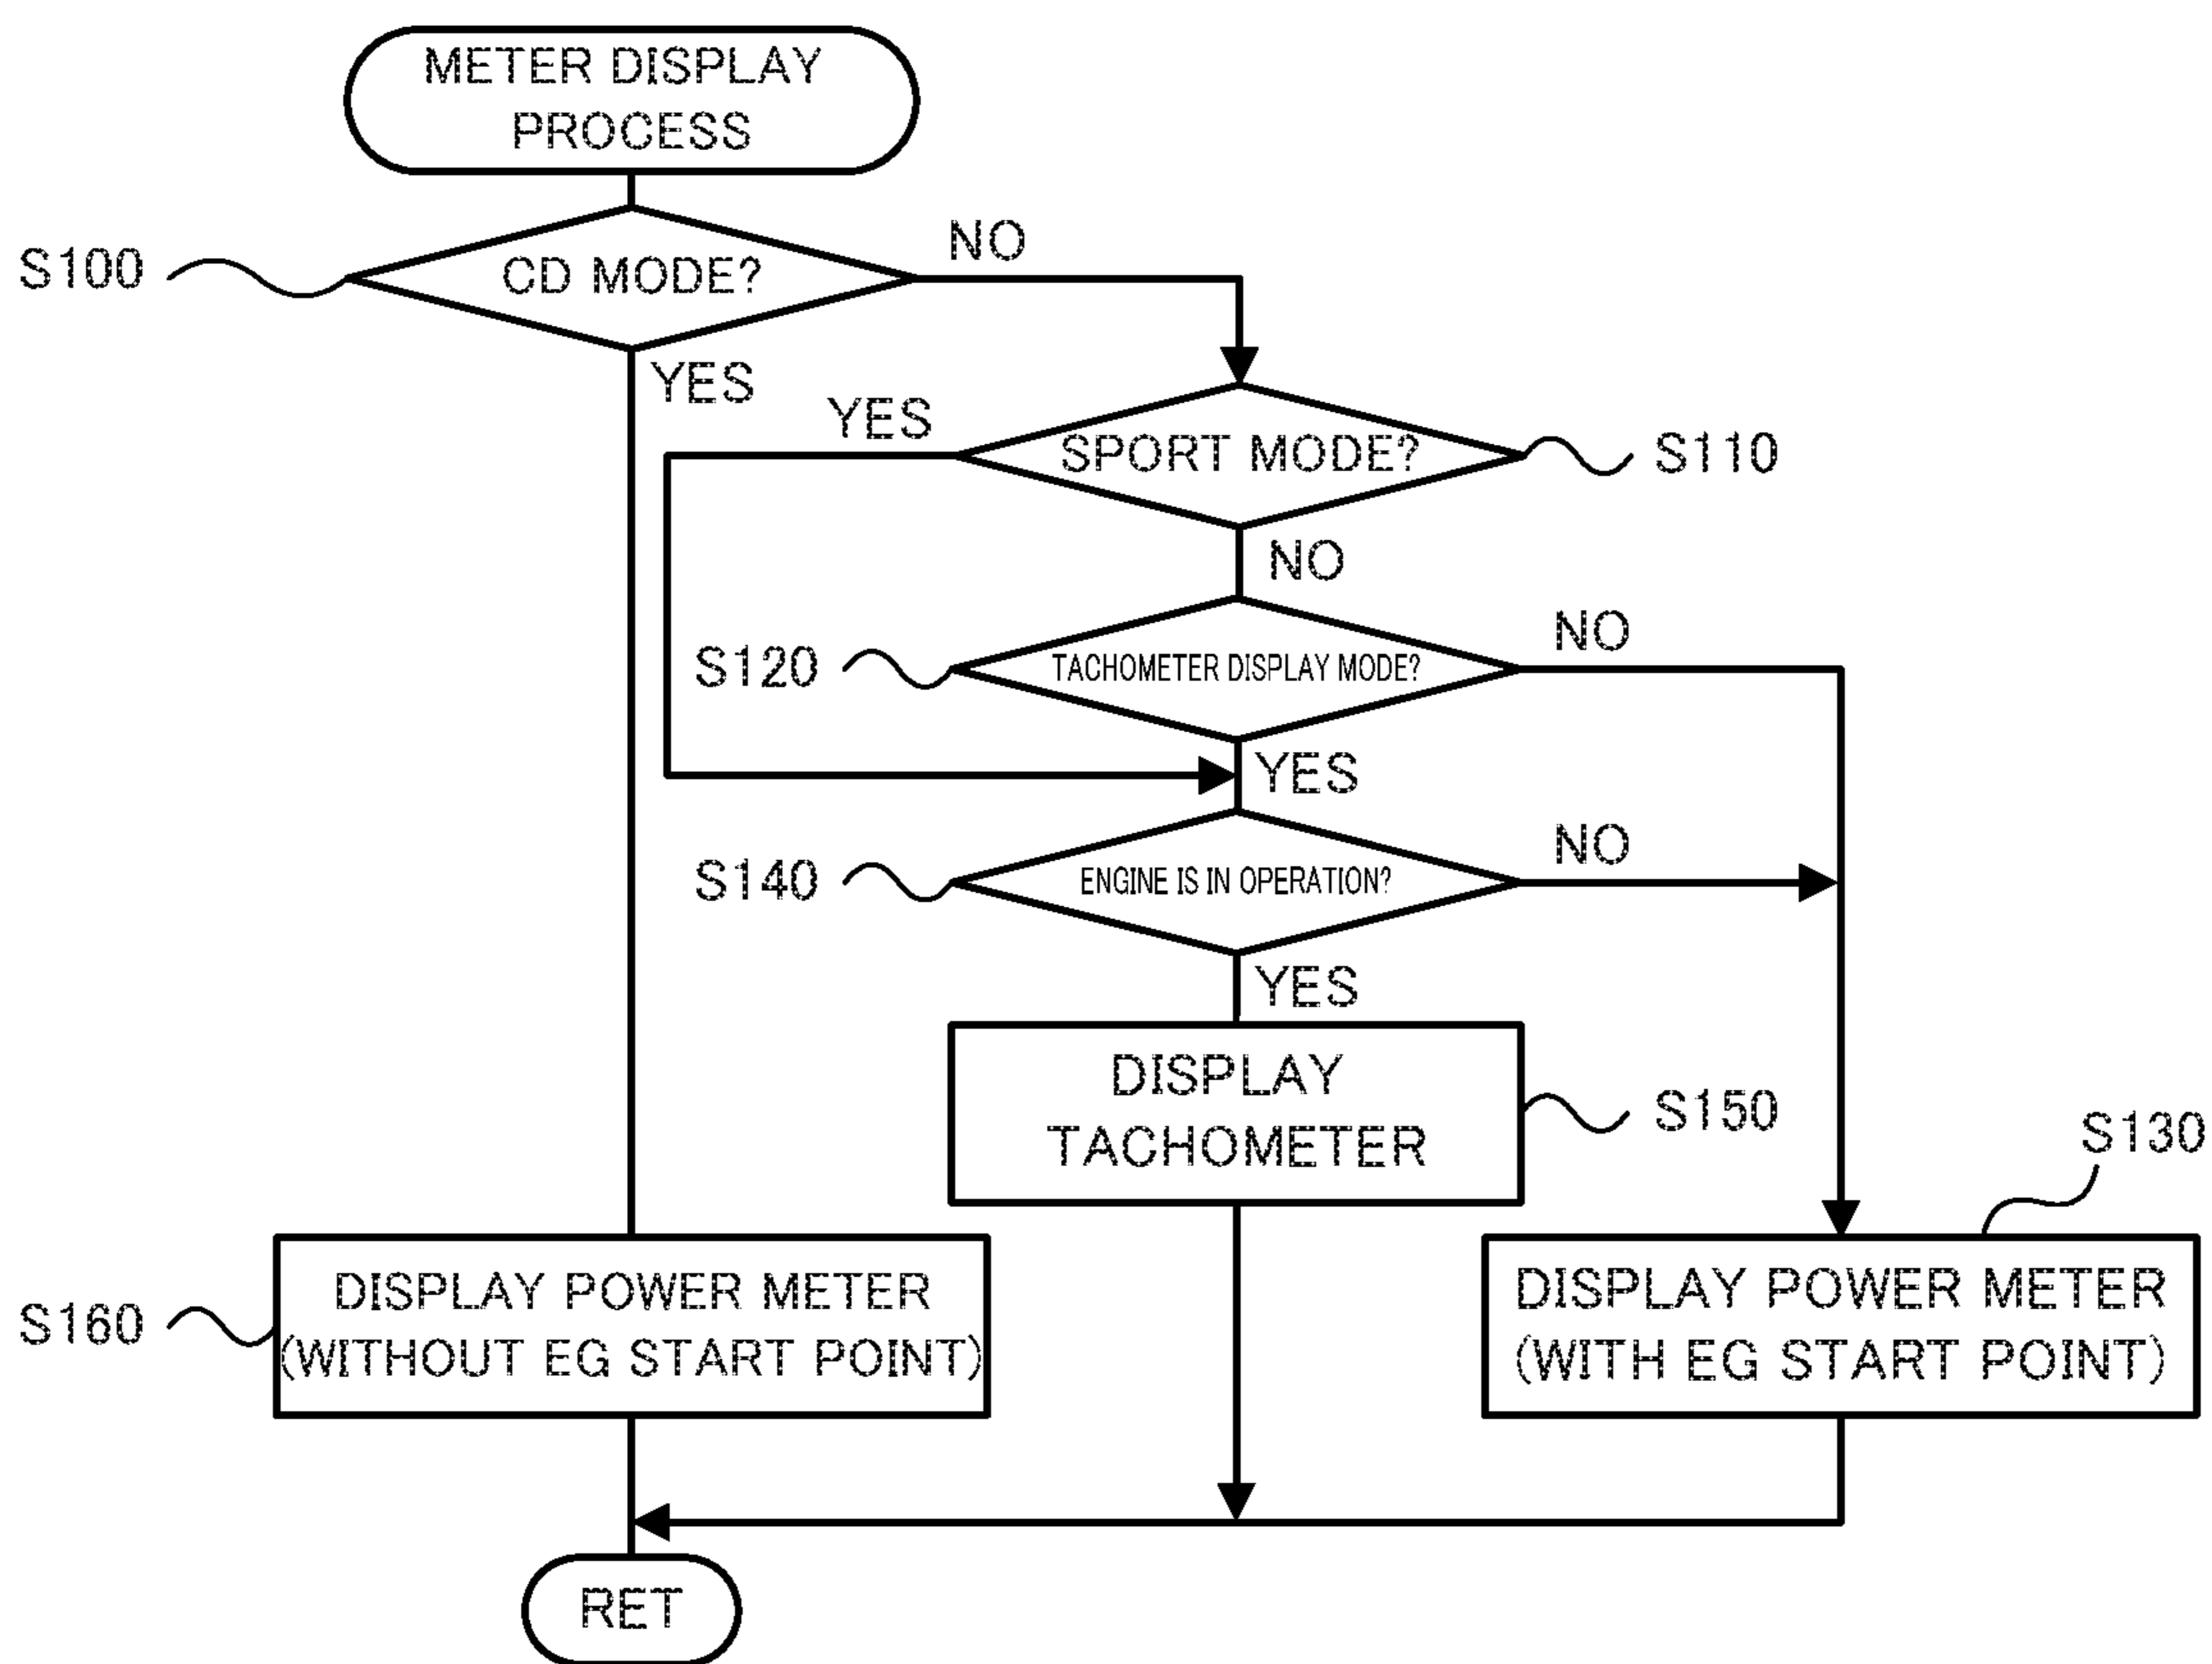 METER DISPLAY
PROCESS
S100
CD MODE?
NO
YES
YES
SPORT MODE?
S110
NO
S120
TACHOMETER DISPLAY MODE?
NO
YES
S140
ENGINE IS IN OPERATION?
NO
YES
DISPLAY
TACHOMETER
S150
S130
S160
DISPLAY POWER METER
(WITHOUT EG START POINT)
DISPLAY POWER METER
(WITH EG START POINT)
RET